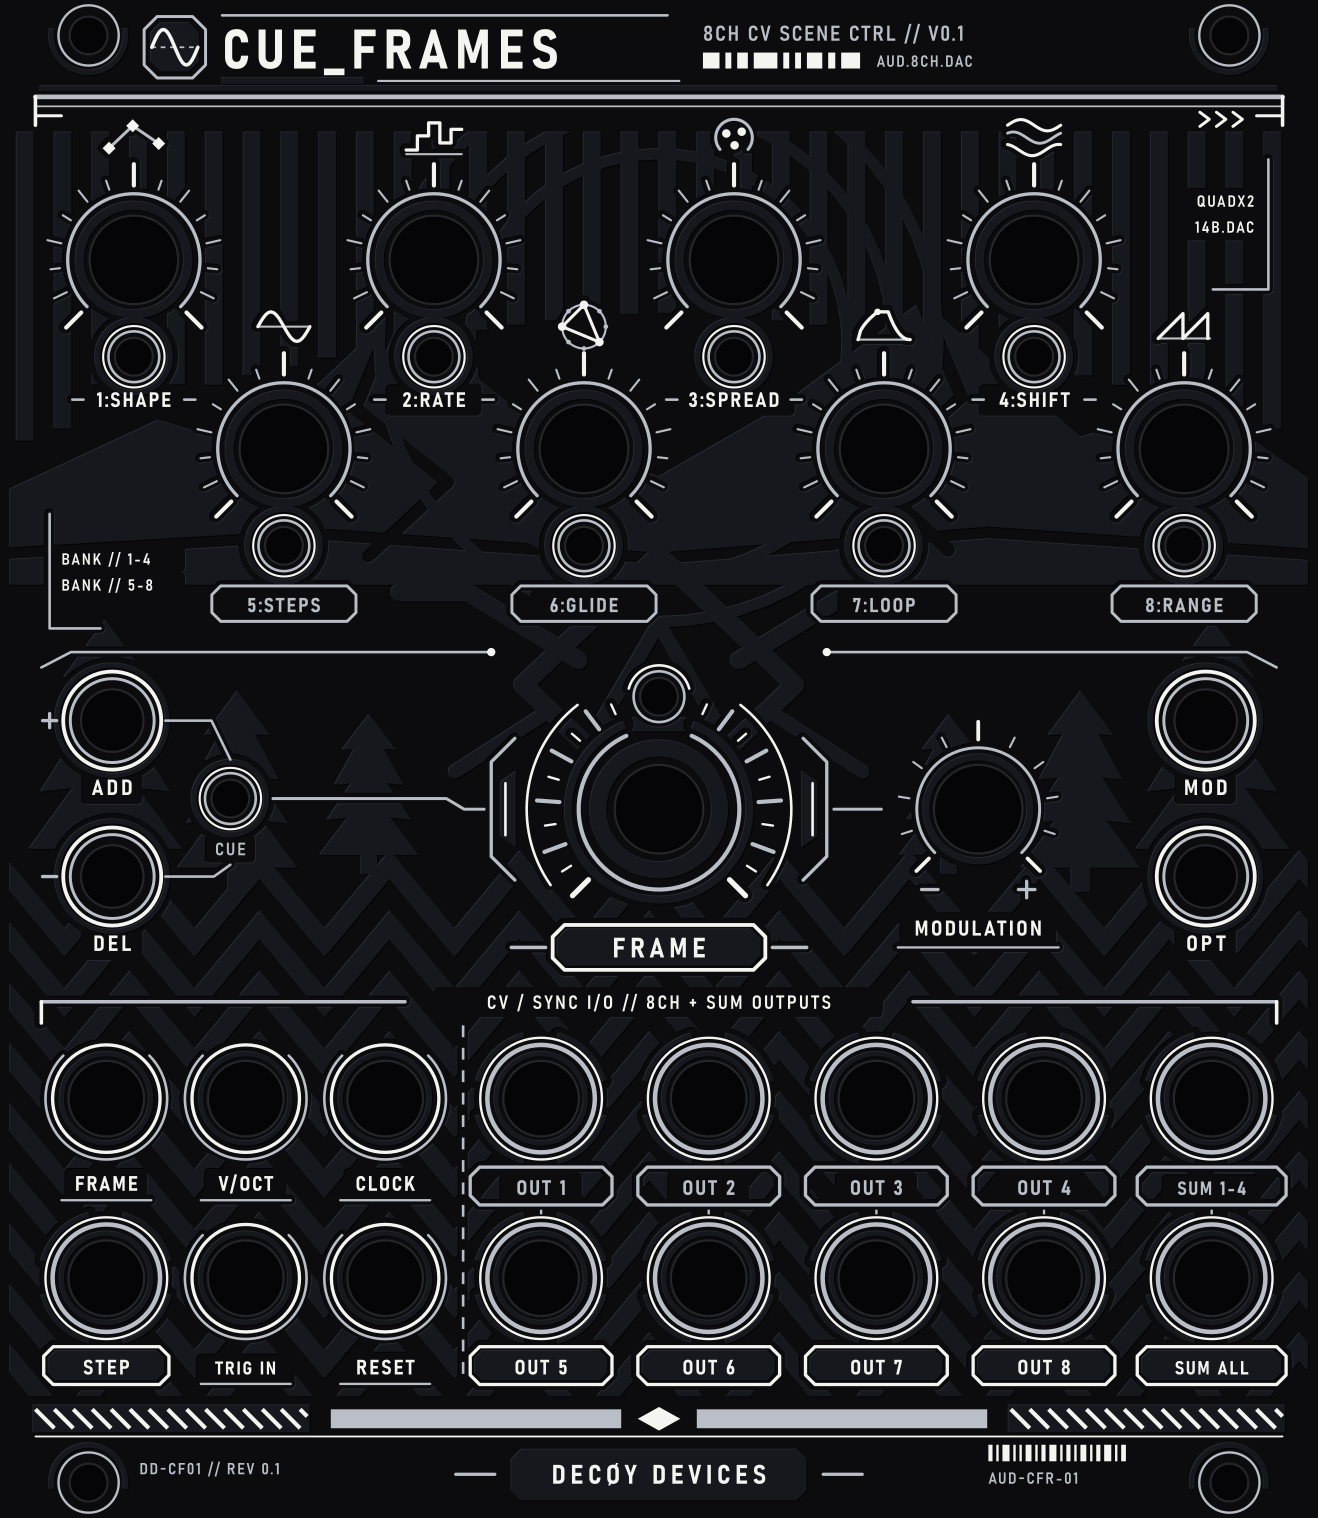 CUE_FRAMES
8CH CV SCENE CTRL // V0.1
AUD.8CH.DAC
QUADX2
14B.DAC
1:SHAPE
2:RATE
3:SPREAD
4:SHIFT
BANK // 1-4
BANK // 5-8
5:STEPS
6:GLIDE
7:LOOP
8:RANGE
ADD
MOD
CUE
DEL
FRAME
MODULATION
OPT
CV / SYNC I/O // 8CH + SUM OUTPUTS
FRAME
V/OCT
CLOCK
OUT 1
OUT 2
OUT 3
OUT 4
SUM 1-4
STEP
TRIG IN
RESET
OUT 5
OUT 6
OUT 7
OUT 8
SUM ALL
DD-CF01 // REV 0.1
DECØY DEVICES
AUD-CFR-01